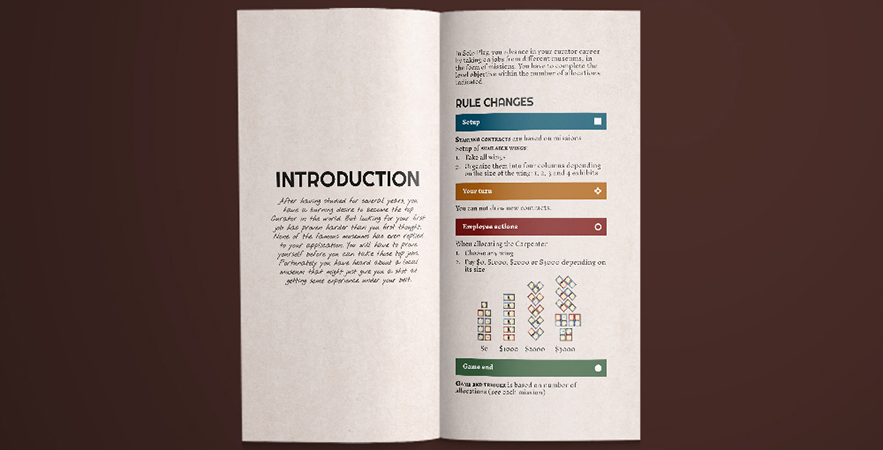 INTRODUCTION
After having studied for several years, you
have a burning desire to become the top
Curator in the world. But looking for your first
job has proven harder than you first thought.
None of the famous museums has ever replied
to your application. You will have to prove
yourself before you can take those top jobs.
Fortunately you have heard about a local
museum that might just give you a shot at
getting some experience under your belt.
In Solo Play, you advance in your curator career
by taking on jobs from different museums, in
the form of missions. You have to complete the
level objective within the number of allocations
indicated.
RULE CHANGES
Setup
STARTING CONTRACTS are based on missions
Setup of MUSEUM WINGS:
1. Take all wings
2. Organize them into four columns depending
on the size of the wing: 1, 2, 3 and 4 exhibits
Your turn
You can not draw new contracts.
Employee actions
When allocating the Carpenter:
1. Choose any wing
2. Pay $0, $1000, $2000 or $3000 depending on
its size
$0 $1000 $2000 $3000
Game end
GAME END TRIGGER is based on number of
allocations (see each mission)